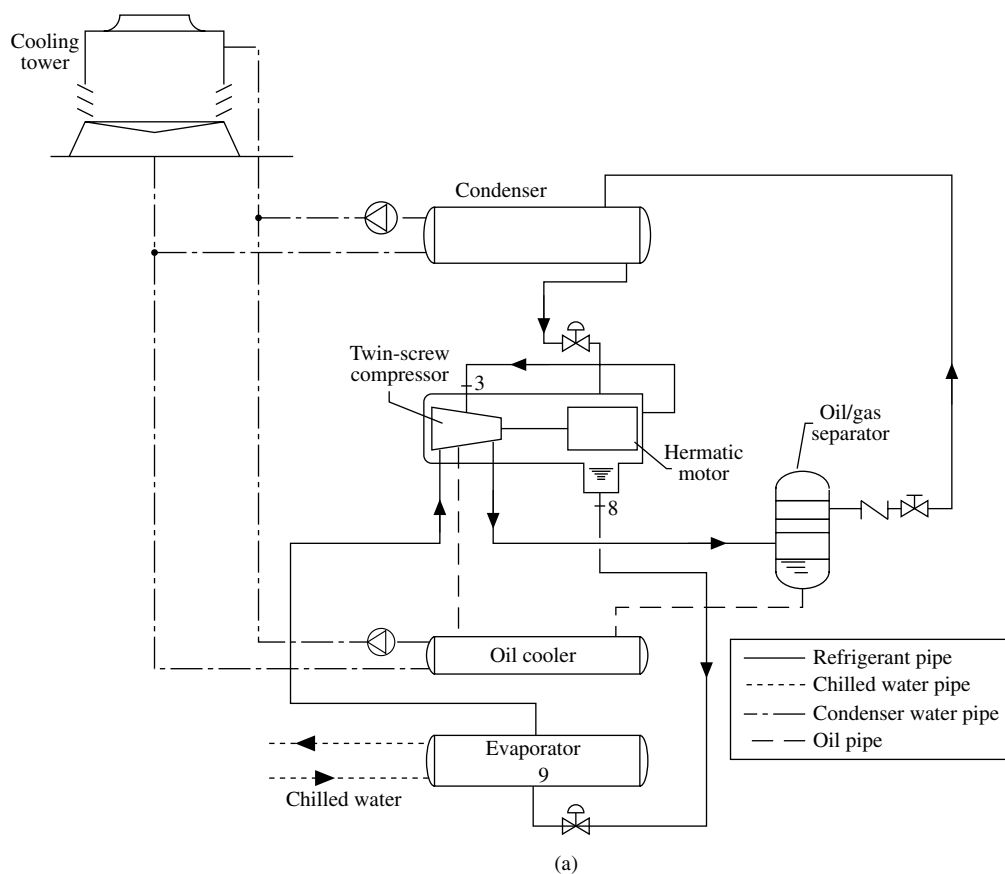 Cooling
tower
Condenser
Twin-screw
compressor
3
Hermatic
motor
8
Oil/gas
separator
Oil cooler
Evaporator
9
Chilled water
Refrigerant pipe
Chilled water pipe
Condenser water pipe
Oil pipe
(a)